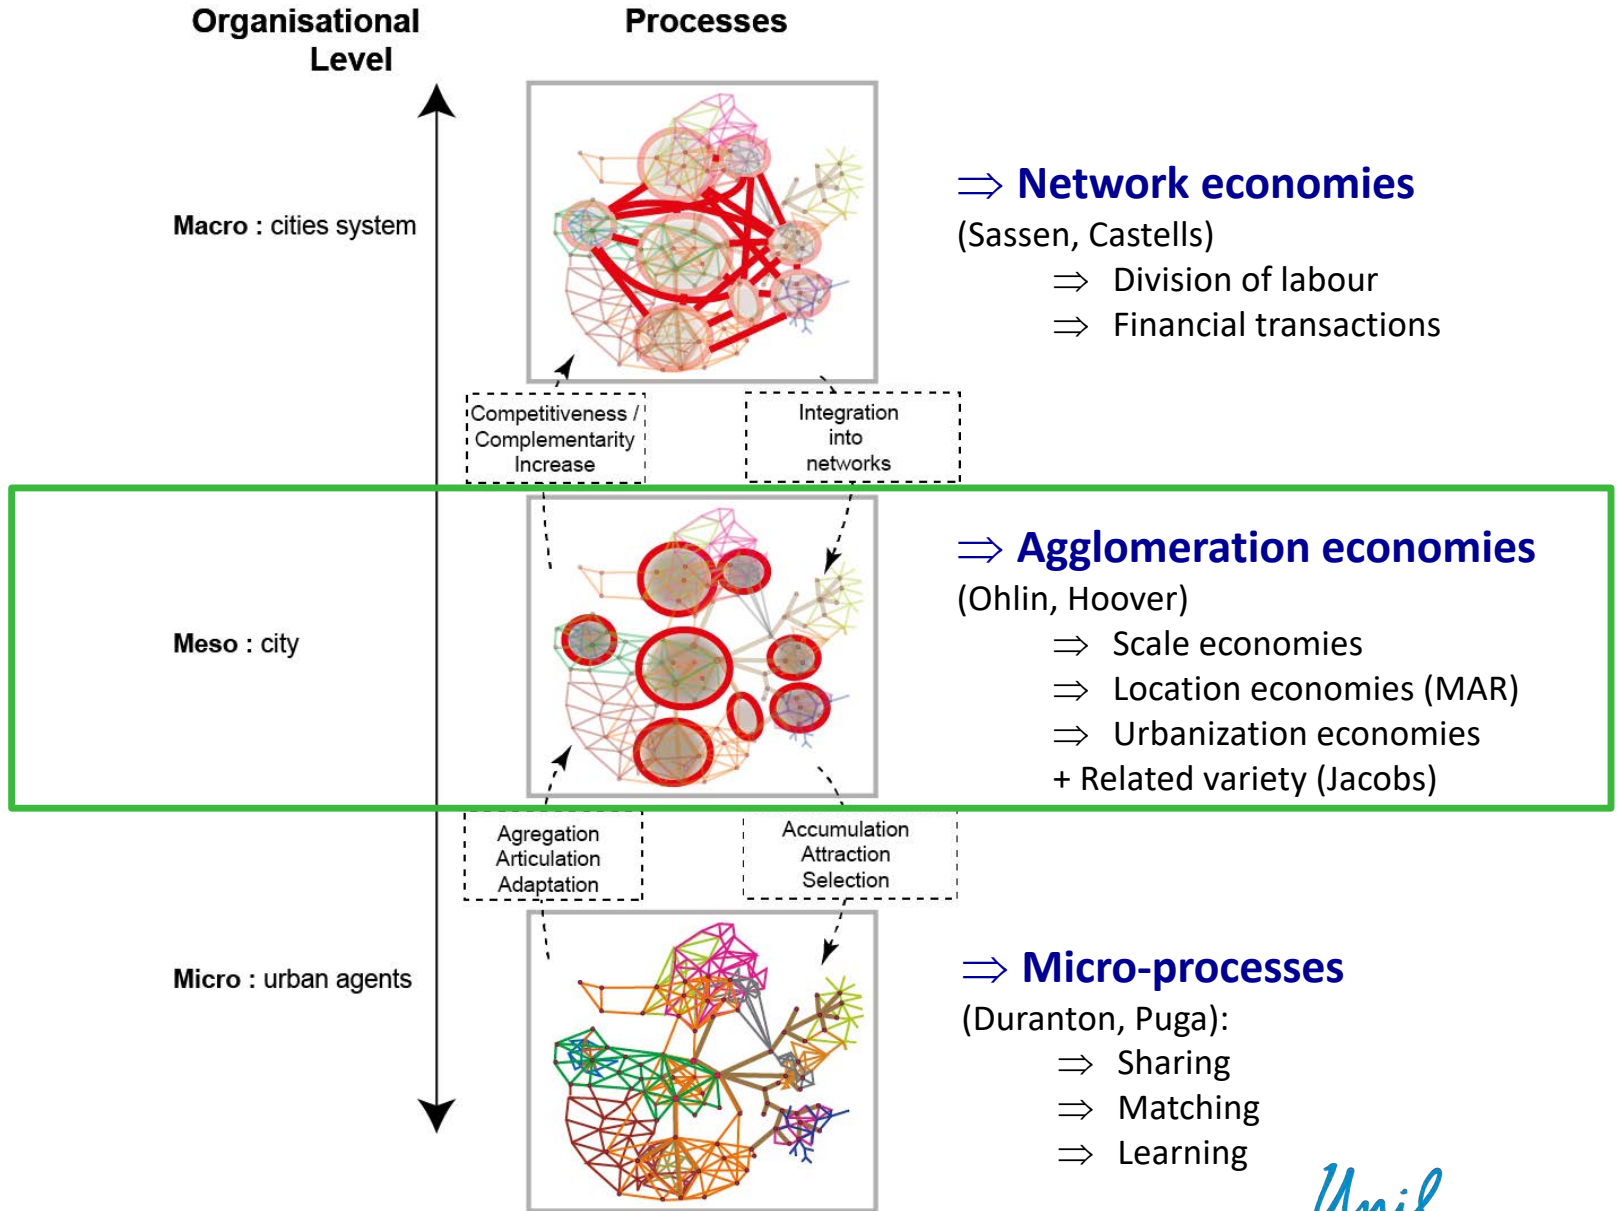 Organisational
Level
Processes
Macro : cities system
⇒ Network economies
(Sassen, Castells)
⇒ Division of labour
⇒ Financial transactions
Competitiveness /
Complementarity
Increase
Integration
into
networks
Meso : city
⇒ Agglomeration economies
(Ohlin, Hoover)
⇒ Scale economies
⇒ Location economies (MAR)
⇒ Urbanization economies
+ Related variety (Jacobs)
Agregation
Articulation
Adaptation
Accumulation
Attraction
Selection
Micro : urban agents
⇒ Micro-processes
(Duranton, Puga):
⇒ Sharing
⇒ Matching
⇒ Learning
Unil